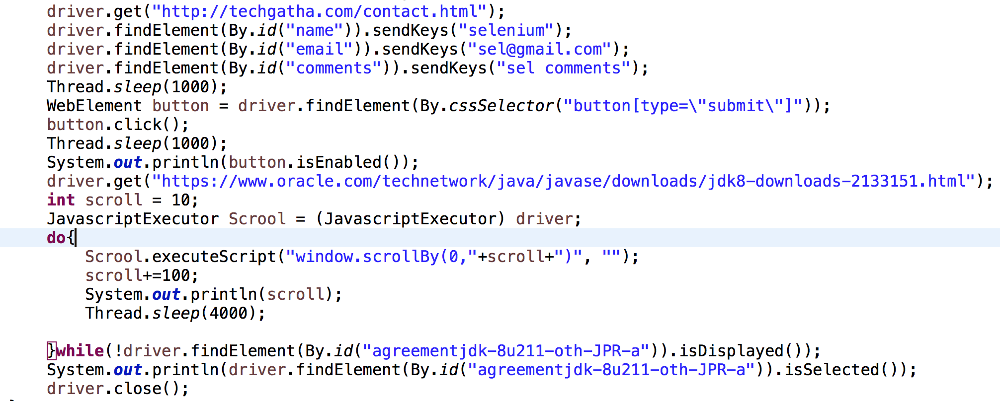 driver.get("http://techgatha.com/contact.html");
driver.findElement(By.id("name")).sendKeys("selenium");
driver.findElement(By.id("email")).sendKeys("sel@gmail.com");
driver.findElement(By.id("comments")).sendKeys("sel comments");
Thread.sleep(1000);
WebElement button = driver.findElement(By.cssSelector("button[type=\"submit\"]"));
button.click();
Thread.sleep(1000);
System.out.println(button.isEnabled());
driver.get("https://www.oracle.com/technetwork/java/javase/downloads/jdk8-downloads-2133151.html");
int scroll = 10;
JavascriptExecutor Scrool = (JavascriptExecutor) driver;
do{
Scrool.executeScript("window.scrollBy(0,"+scroll+")", "");
scroll+=100;
System.out.println(scroll);
Thread.sleep(4000);
}while(!driver.findElement(By.id("agreementjdk-8u211-oth-JPR-a")).isDisplayed());
System.out.println(driver.findElement(By.id("agreementjdk-8u211-oth-JPR-a")).isSelected());
driver.close();